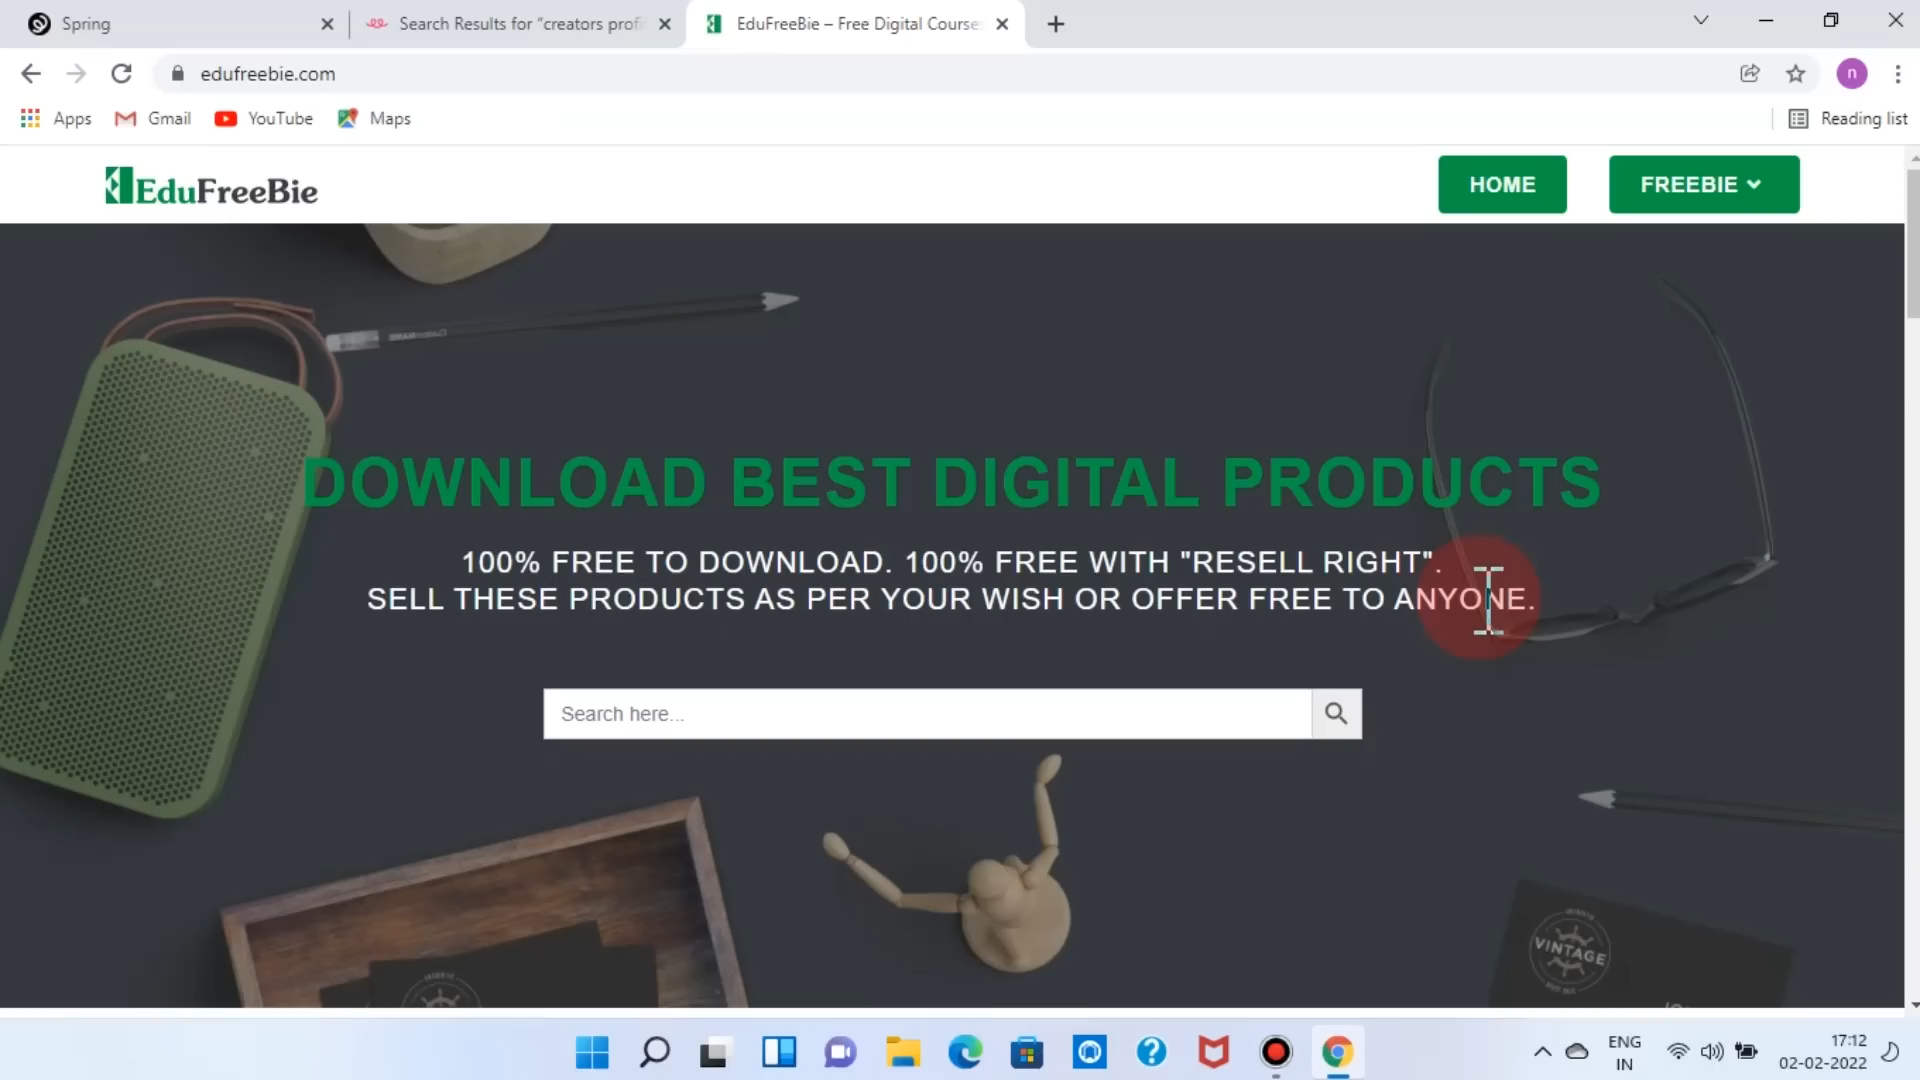 Spring
Search Results for "creators profi
EduFreeBie – Free Digital Course
edufreebie.com
n
Apps
Gmail
YouTube
Maps
Reading list
EduFreeBie
HOME
FREEBIE
DOWNLOAD BEST DIGITAL PRODUCTS
100% FREE TO DOWNLOAD. 100% FREE WITH "RESELL RIGHT".
SELL THESE PRODUCTS AS PER YOUR WISH OR OFFER FREE TO ANYONE.
Search here...
VINTAGE
ENG
IN
17:12
02-02-2022